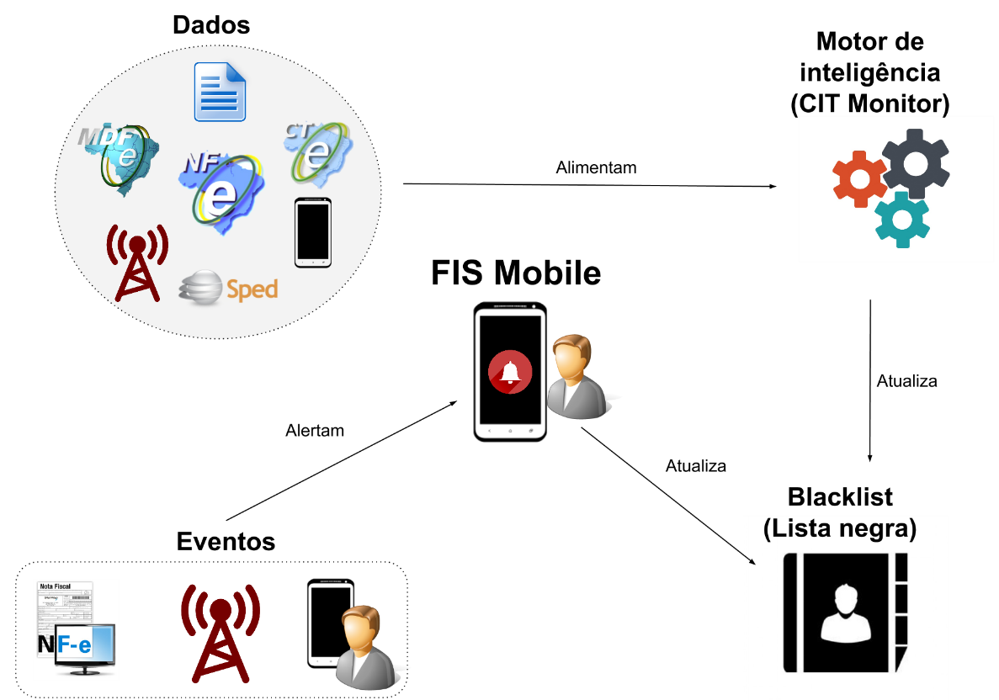 Dados
MDF
e
CT
e
NF
e
Sped
Alimentam
Motor de
inteligência
(CIT Monitor)
FIS Mobile
Atualiza
Alertam
Atualiza
Blacklist
(Lista negra)
Eventos
Nota Fiscal
NF-e